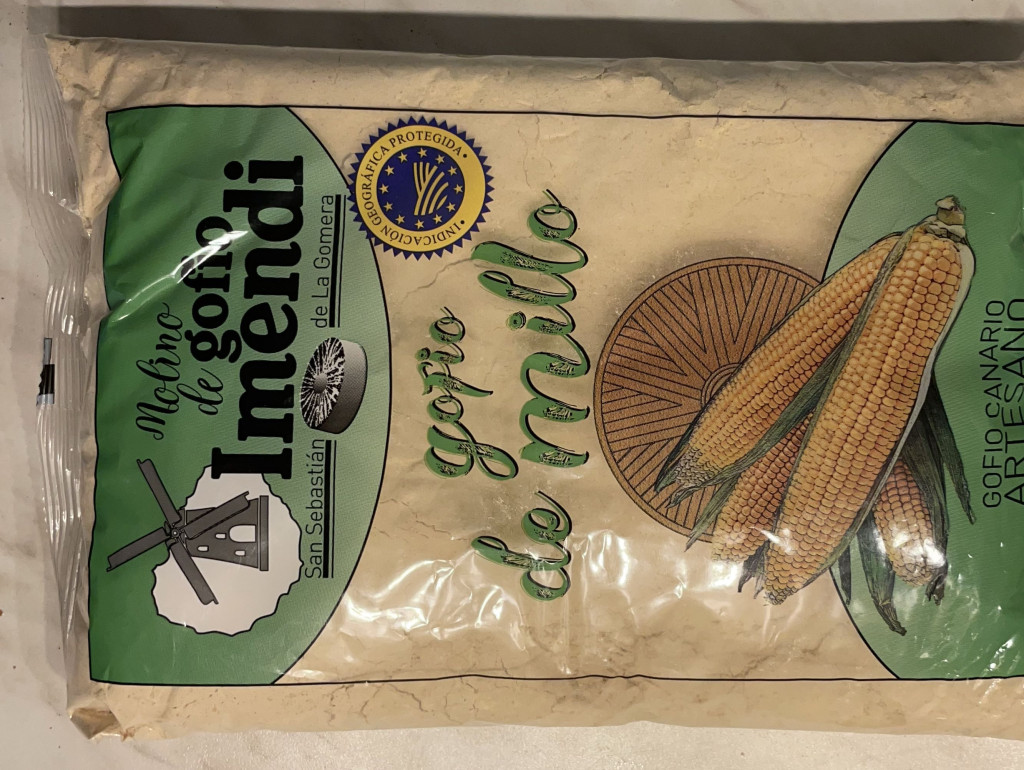 Molino
de gofio
Imendi
San Sebastián de La Gomera
INDICACIÓN GEOGRÁFICA PROTEGIDA
gofio
de millo
GOFIO CANARIO
ARTESANO